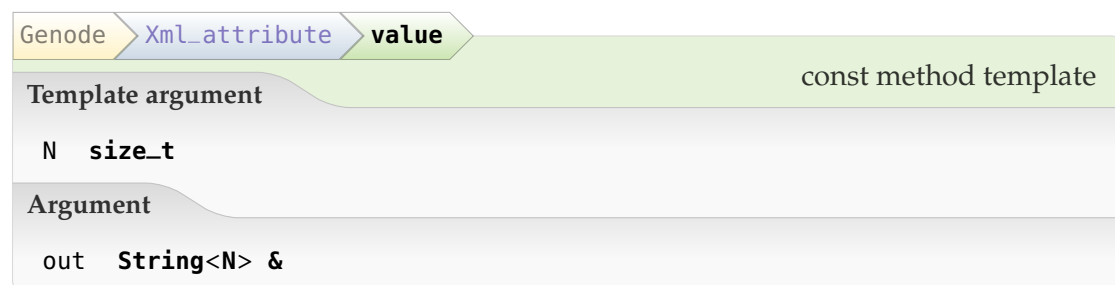 Genode Xml_attribute value
const method template
Template argument
N size_t
Argument
out String<N> &